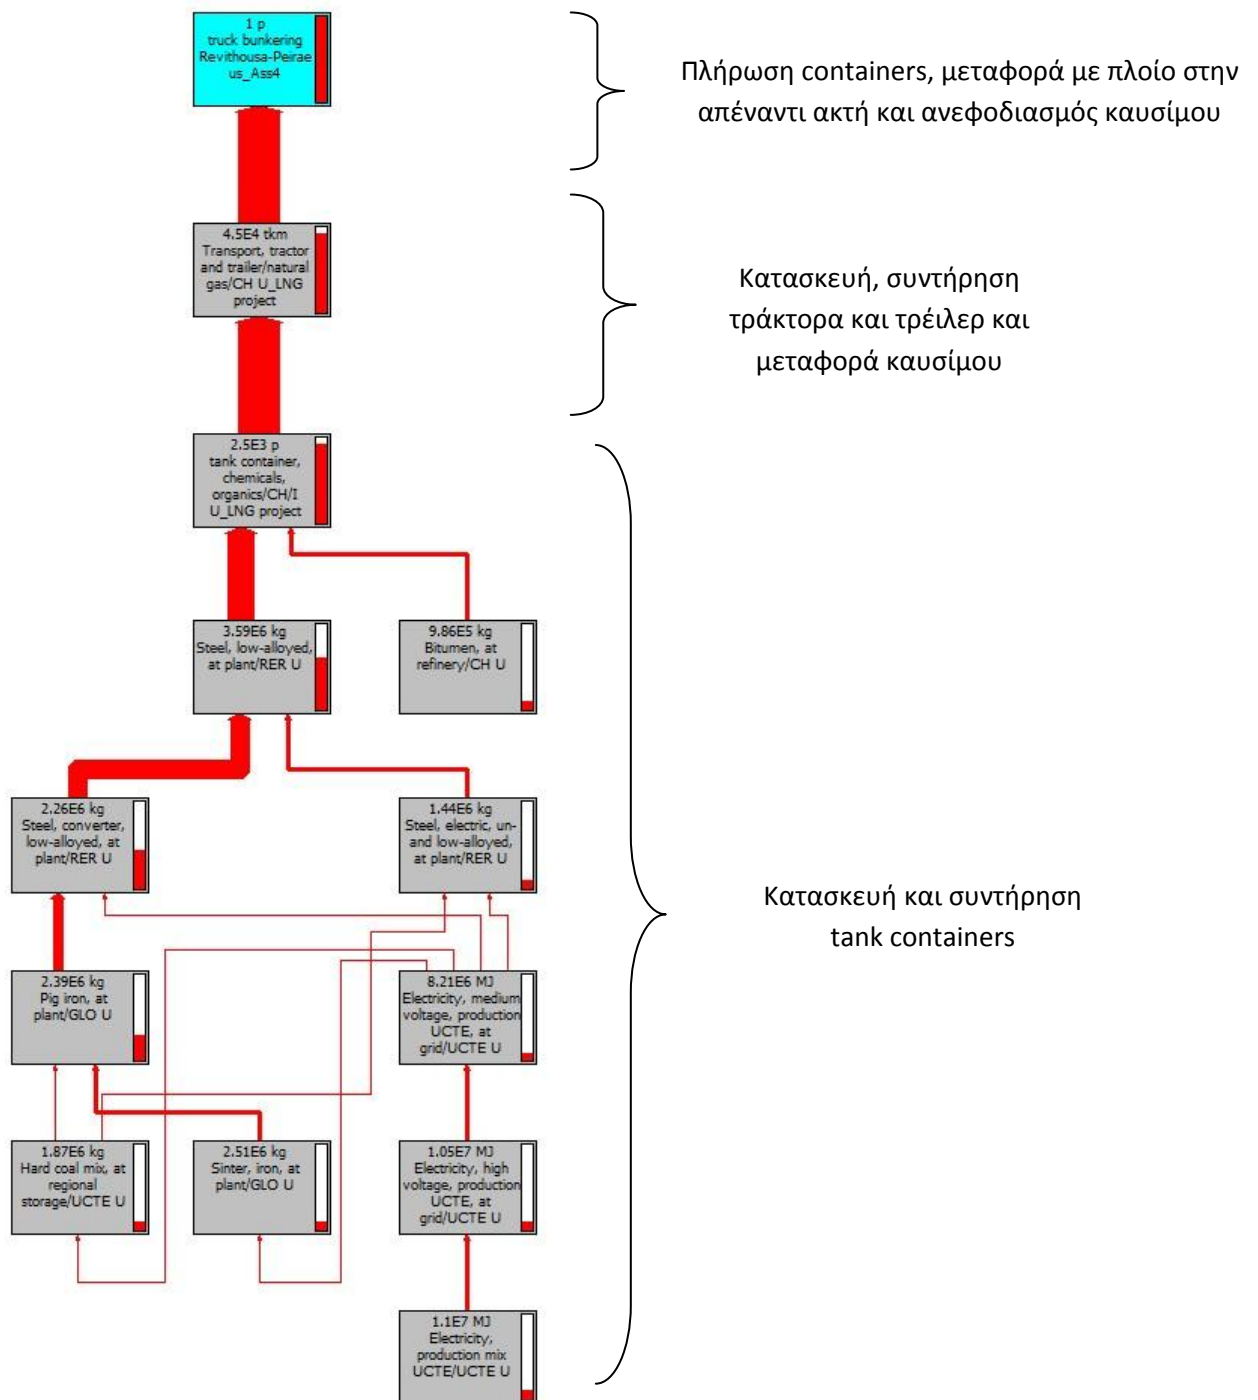 1 p
truck bunkering
Revithousa-Peirae
us_Ass4
Πλήρωση containers, μεταφορά με πλοίο στην
απέναντι ακτή και ανεφοδιασμός καυσίμου
4.5E4 tkm
Transport, tractor
and trailer/natural
gas/CH U_LNG
project
Κατασκευή, συντήρηση
τράκτορα και τρέιλερ και
μεταφορά καυσίμου
2.5E3 p
tank container,
chemicals,
organics/CH/I
U_LNG project
3.59E6 kg
Steel, low-alloyed,
at plant/RER U
9.86E5 kg
Bitumen, at
refinery/CH U
2.26E6 kg
Steel, converter,
low-alloyed, at
plant/RER U
1.44E6 kg
Steel, electric, un-
and low-alloyed,
at plant/RER U
Κατασκευή και συντήρηση
tank containers
2.39E6 kg
Pig iron, at
plant/GLO U
8.21E6 MJ
Electricity, medium
voltage, production
UCTE, at
grid/UCTE U
1.87E6 kg
Hard coal mix, at
regional
storage/UCTE U
2.51E6 kg
Sinter, iron, at
plant/GLO U
1.05E7 MJ
Electricity, high
voltage, production
UCTE, at
grid/UCTE U
1.1E7 MJ
Electricity,
production mix
UCTE/UCTE U